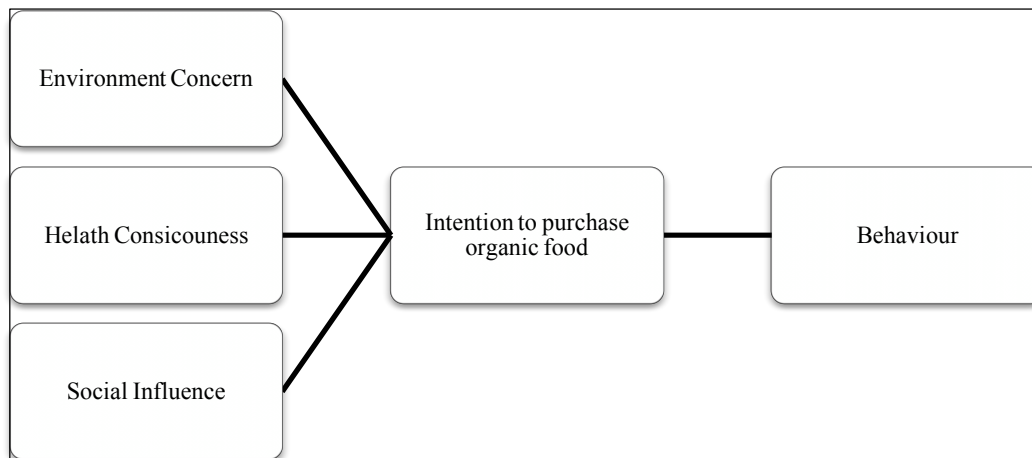 Environment Concern
Helath Consicouness
Social Influence
Intention to purchase
organic food
Behaviour